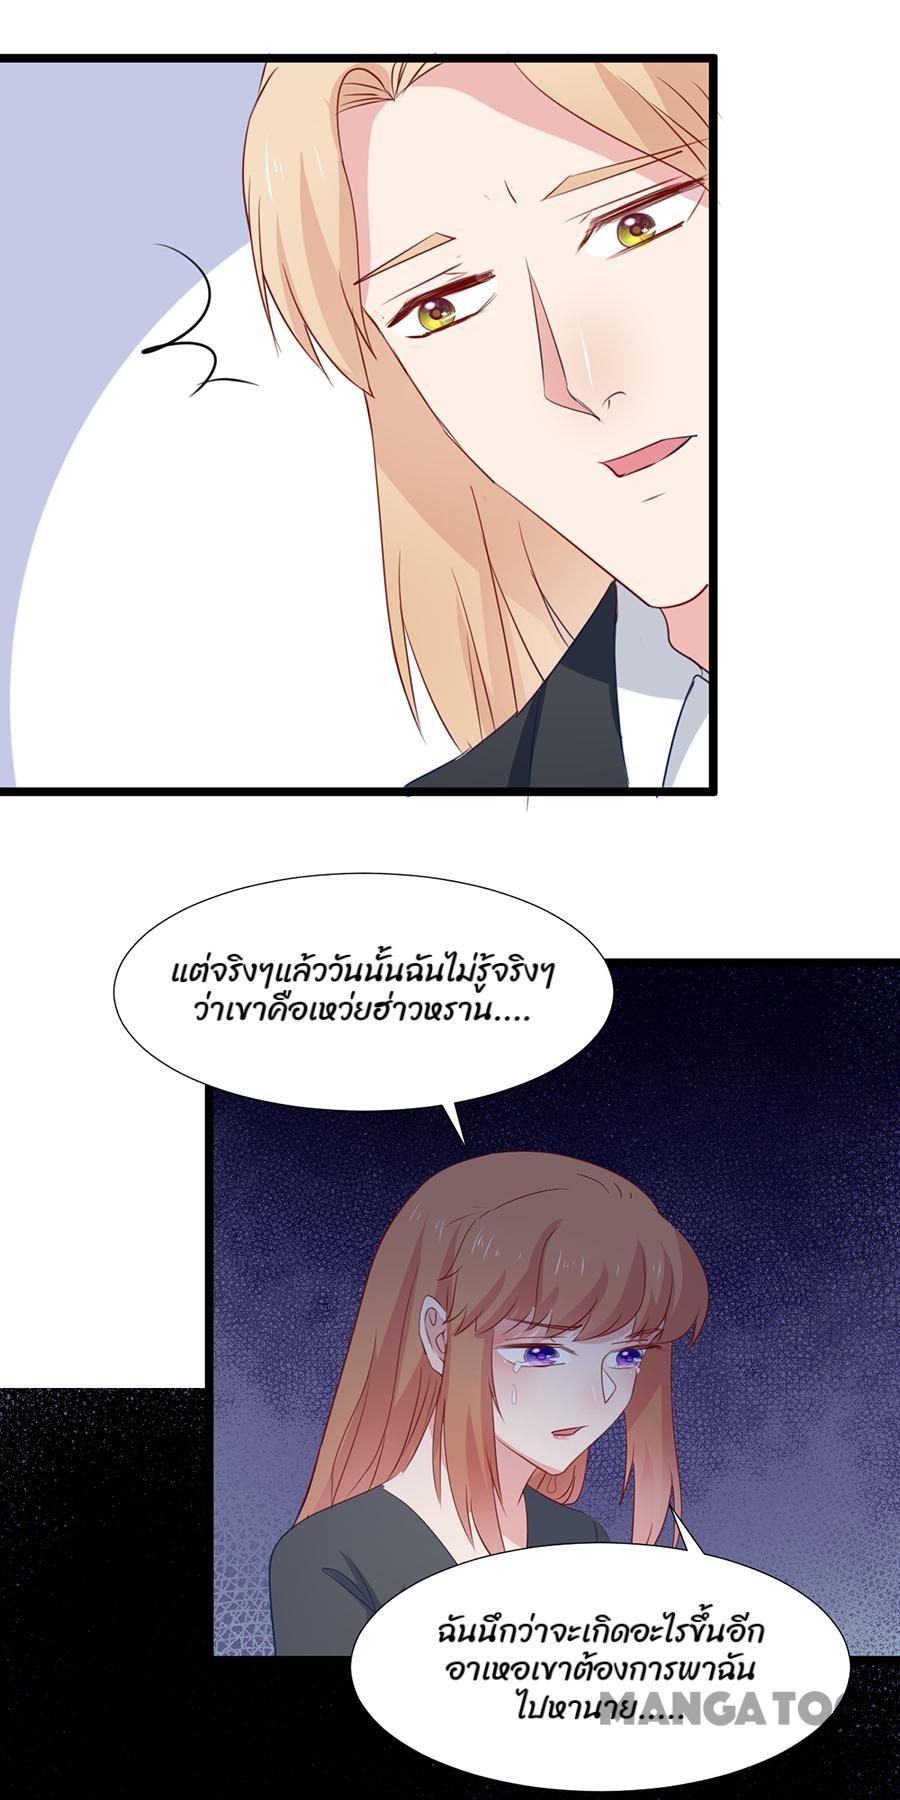 แต่จริงๆแล้ววันนั้นฉันไม่รู้จริงๆ
ว่าเขาคือเหว่ยฮ่าวหราน....
ฉันนึกว่าจะเกิดอะไรขึ้นอีก
อาเหอเขาต้องการพาฉัน
ไปหานาย.....
MANGA TOO